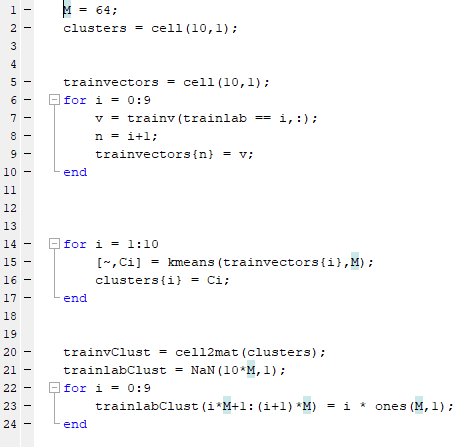 1 - M = 64;
2 - clusters = cell(10,1);
3
4
5 - trainvectors = cell(10,1);
6 - for i = 0:9
7 - v = trainv(trainlab == i,:);
8 - n = i+1;
9 - trainvectors{n} = v;
10 - end
11
12
13
14 - for i = 1:10
15 - [~,Ci] = kmeans(trainvectors{i},M);
16 - clusters{i} = Ci;
17 - end
18
19
20 - trainvClust = cell2mat(clusters);
21 - trainlabClust = NaN(10*M,1);
22 - for i = 0:9
23 - trainlabClust(i*M+1:(i+1)*M) = i * ones(M,1);
24 - end